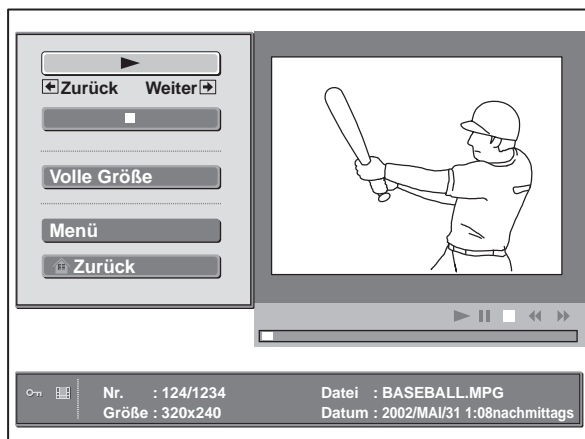 Zurück Weiter
Volle Größe
Menü
Zurück
Nr. : 124/1234
Größe : 320x240
Datei : BASEBALL.MPG
Datum : 2002/MAI/31 1:08nachmittags